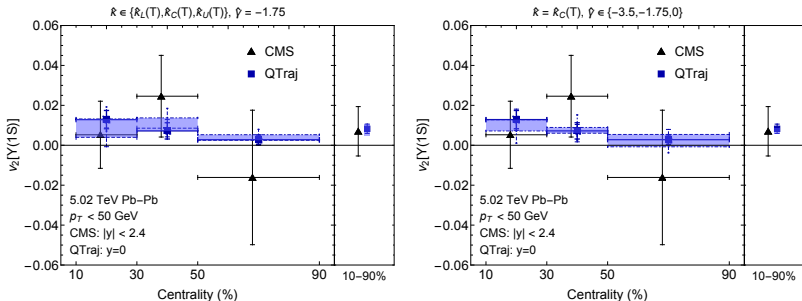 κ̂ ∈ {κ̂_L(T), κ̂_C(T), κ̂_U(T)}, γ̂ = −1.75
v₂[Υ(1S)]
0.06
0.04
0.02
0.00
−0.02
−0.04
−0.06
CMS
QTraj
5.02 TeV Pb-Pb
p_T < 50 GeV
CMS: |y| < 2.4
QTraj: y=0
10 30 50 90
10−90%
Centrality (%)
κ̂ = κ̂_C(T), γ̂ ∈ {−3.5, −1.75, 0}
v₂[Υ(1S)]
0.06
0.04
0.02
0.00
−0.02
−0.04
−0.06
CMS
QTraj
5.02 TeV Pb-Pb
p_T < 50 GeV
CMS: |y| < 2.4
QTraj: y=0
10 30 50 90
10−90%
Centrality (%)